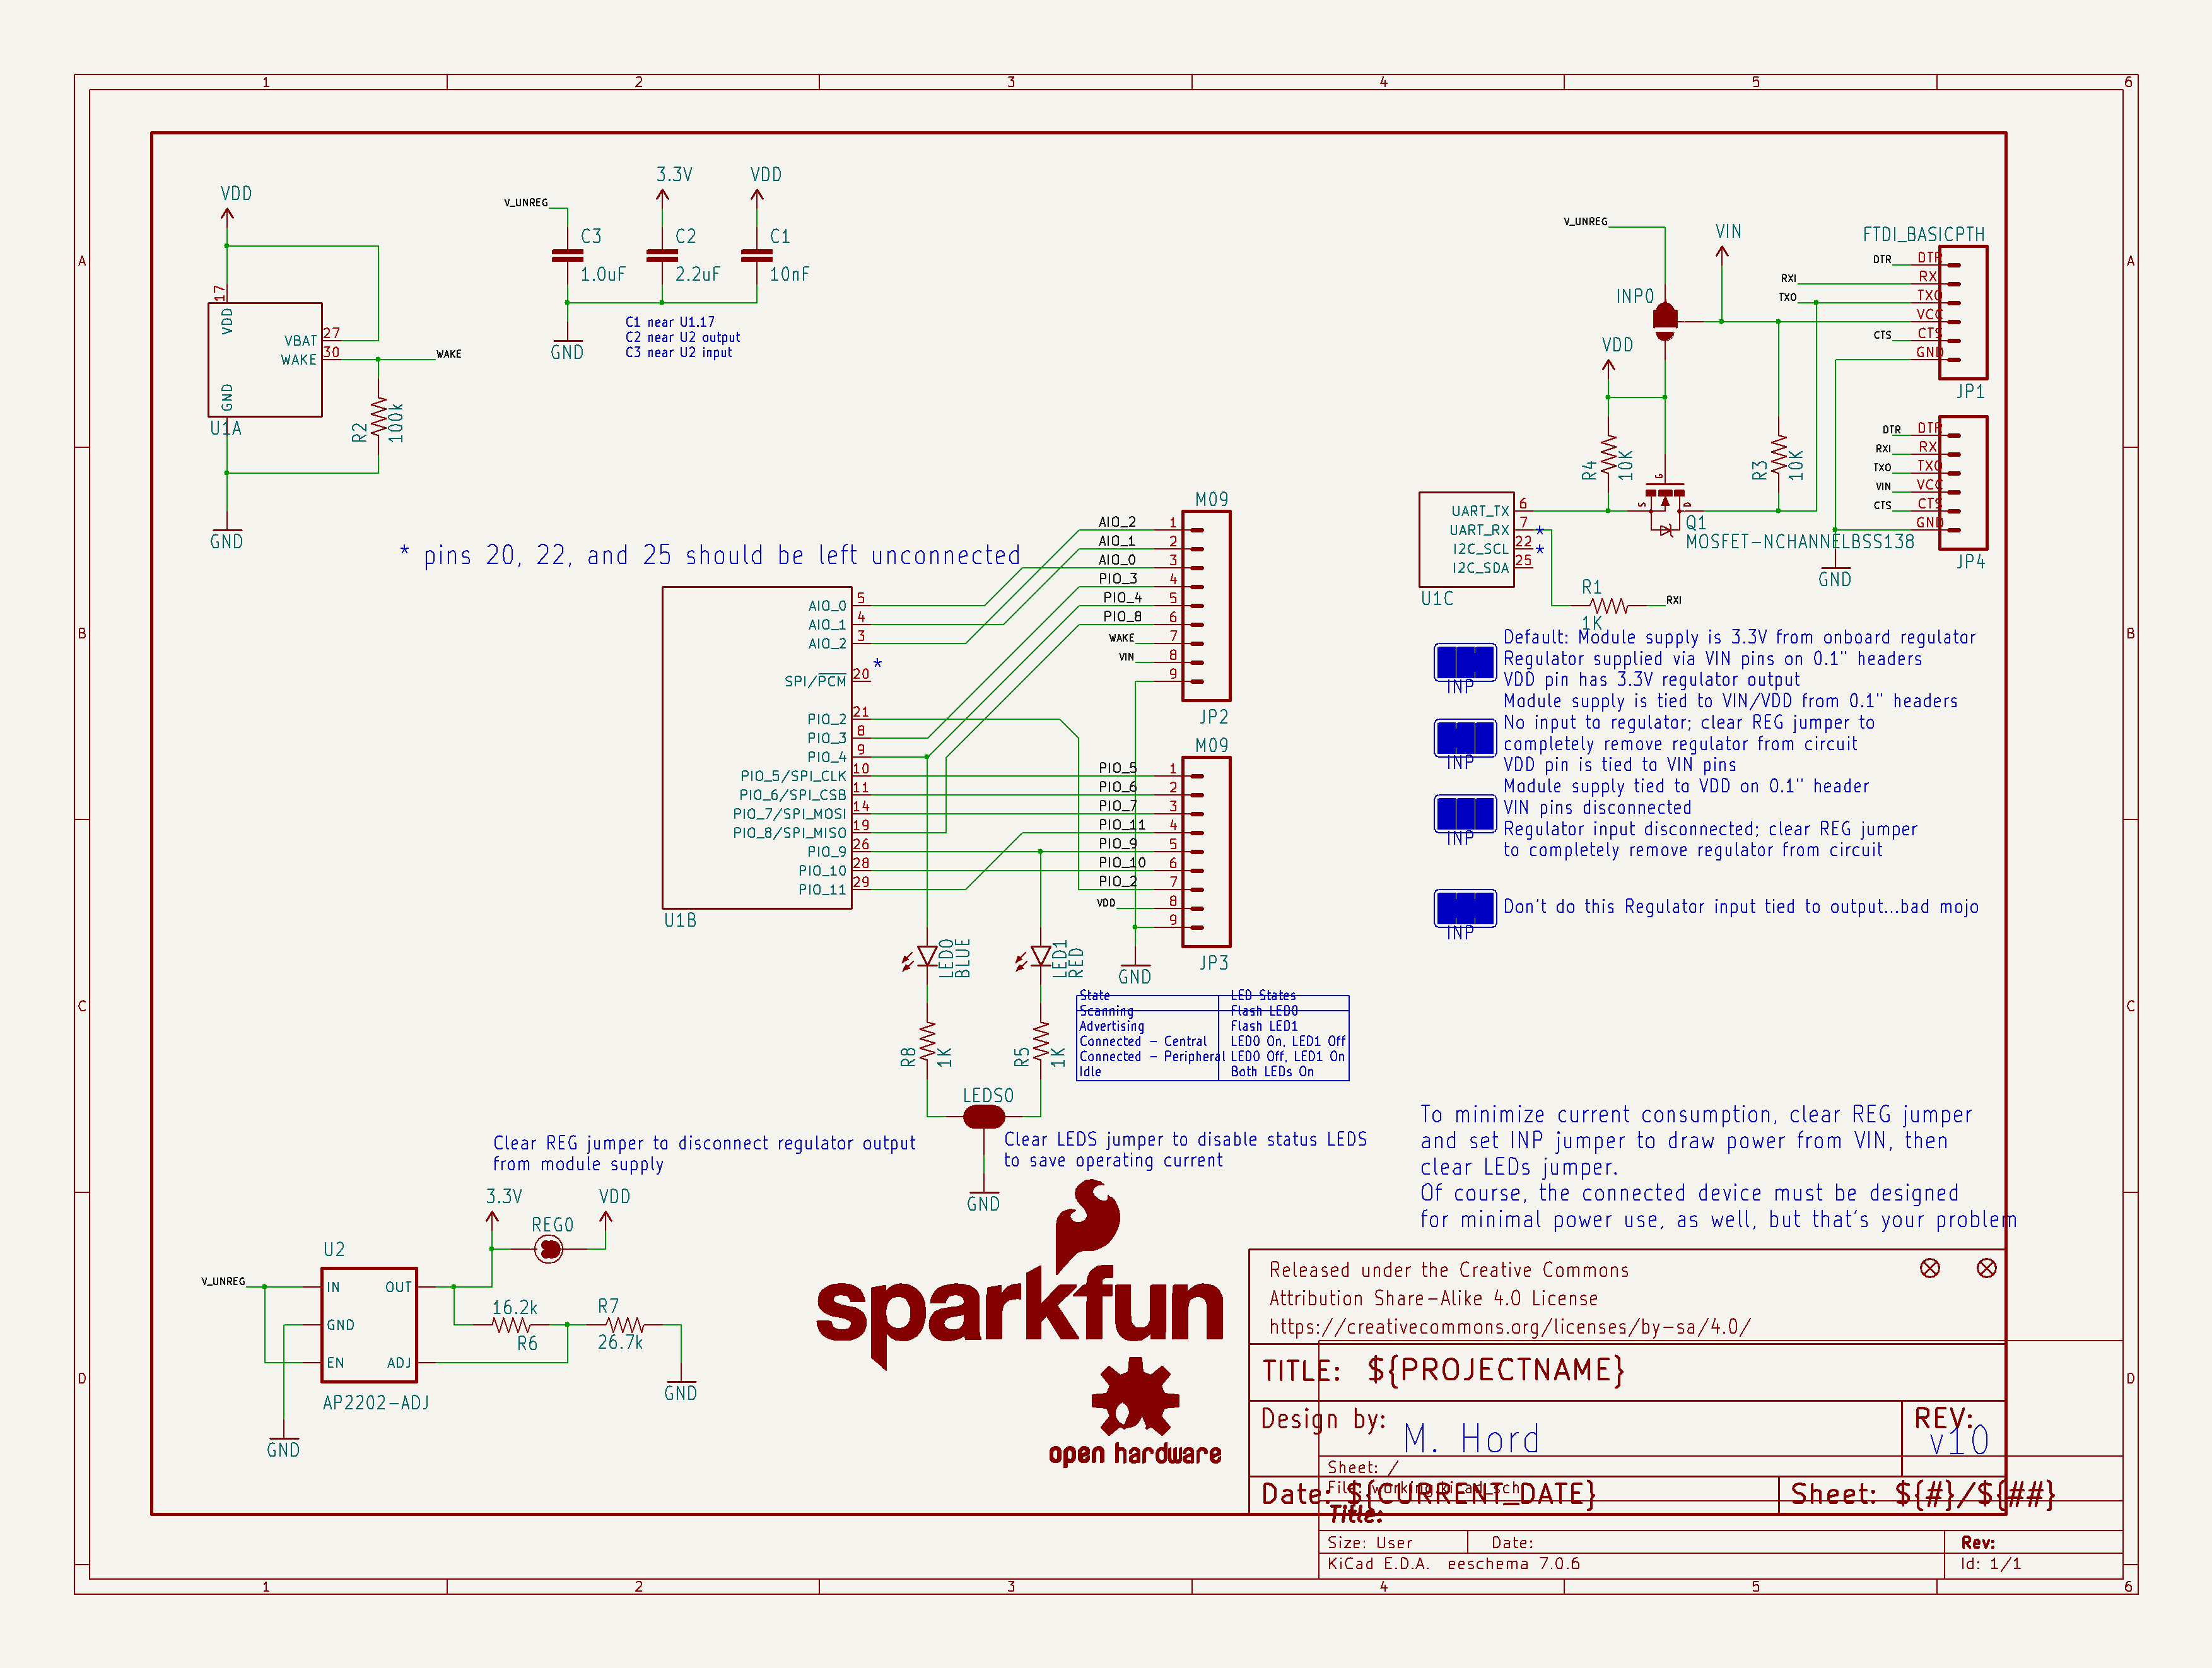 1 2 3 4 5 6
A
B
C
D
VDD
17
VDD
VBAT 27
WAKE 30
WAKE
GND
U1A
R2
100k
GND
V_UNREG
3.3V
VDD
C3
1.0uF
C2
2.2uF
C1
10nF
GND
C1 near U1.17
C2 near U2 output
C3 near U2 input
V_UNREG
VIN
INP0
VDD
FTDI_BASICPTH
DTR DTR
RXI RX
TXO TXO
VCC
CTS CTS
GND
JP1
R4
10K
R3
10K
DTR DTR
RXI RX
TXO TXO
VIN VCC
CTS CTS
GND
JP4
GND
UART_TX 6
UART_RX 7 *
I2C_SCL 22 *
I2C_SDA 25
U1C
G
S
D
Q1
MOSFET-NCHANNELBSS138
R1
1K
RXI
* pins 20, 22, and 25 should be left unconnected
AIO_0 5
AIO_1 4
AIO_2 3
*
SPI/PCM 20
PIO_2 21
PIO_3 8
PIO_4 9
PIO_5/SPI_CLK 10
PIO_6/SPI_CSB 11
PIO_7/SPI_MOSI 14
PIO_8/SPI_MISO 19
PIO_9 26
PIO_10 28
PIO_11 29
U1B
M09
AIO_2 1
AIO_1 2
AIO_0 3
PIO_3 4
PIO_4 5
PIO_8 6
WAKE 7
VIN 8
9
JP2
M09
PIO_5 1
PIO_6 2
PIO_7 3
PIO_11 4
PIO_9 5
PIO_10 6
PIO_2 7
VDD 8
9
JP3
GND
Default: Module supply is 3.3V from onboard regulator
Regulator supplied via VIN pins on 0.1" headers
VDD pin has 3.3V regulator output
INP
Module supply is tied to VIN/VDD from 0.1" headers
No input to regulator; clear REG jumper to
completely remove regulator from circuit
VDD pin is tied to VIN pins
INP
Module supply tied to VDD on 0.1" header
VIN pins disconnected
Regulator input disconnected; clear REG jumper
to completely remove regulator from circuit
INP
Don't do this Regulator input tied to output...bad mojo
INP
LED0
BLUE
LED1
RED
R8
1K
R5
1K
LEDS0
GND
State LED States
Scanning Flash LED0
Advertising Flash LED1
Connected - Central LED0 On, LED1 Off
Connected - Peripheral LED0 Off, LED1 On
Idle Both LEDs On
Clear LEDS jumper to disable status LEDS
to save operating current
To minimize current consumption, clear REG jumper
and set INP jumper to draw power from VIN, then
clear LEDs jumper.
Of course, the connected device must be designed
for minimal power use, as well, but that's your problem
Clear REG jumper to disconnect regulator output
from module supply
3.3V
VDD
REG0
U2
V_UNREG
IN OUT
GND
EN ADJ
AP2202-ADJ
16.2k
R6
R7
26.7k
GND
GND
sparkfun
open hardware
Released under the Creative Commons
Attribution Share-Alike 4.0 License
https://creativecommons.org/licenses/by-sa/4.0/
TITLE: ${PROJECTNAME}
Design by: M. Hord
REV: v10
Sheet: /
File: working.kicad_sch
Date: ${CURRENT_DATE}
Sheet: ${#}/${##}
Title:
Size: User Date: Rev:
KiCad E.D.A. eeschema 7.0.6 Id: 1/1
A
B
C
D
1 2 3 4 5 6